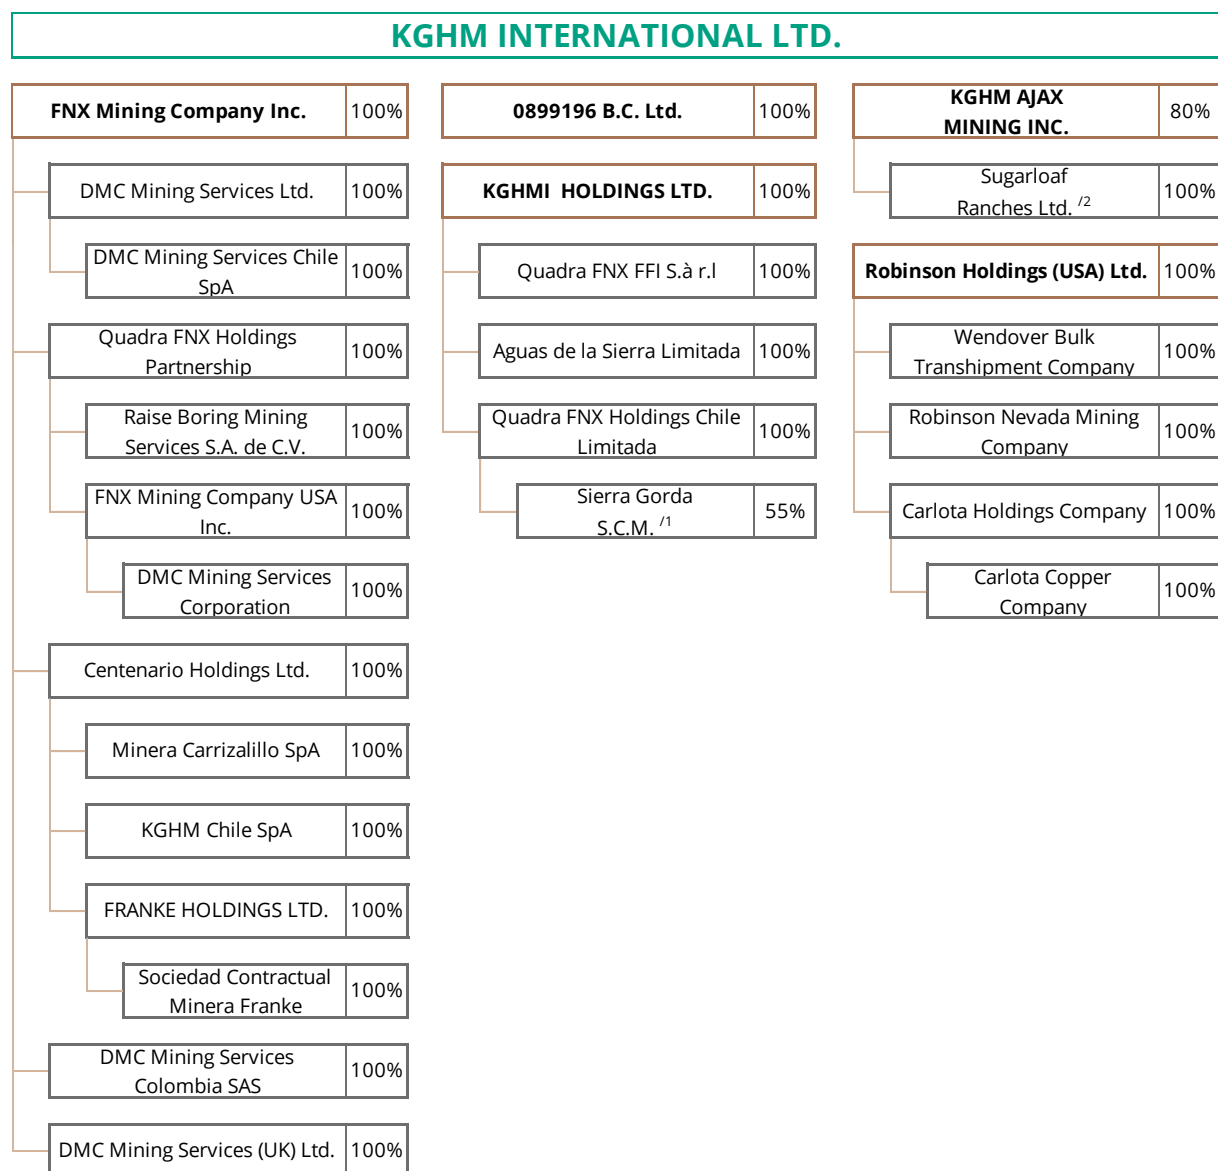 KGHM INTERNATIONAL LTD.
FNX Mining Company Inc. 100%
DMC Mining Services Ltd. 100%
DMC Mining Services Chile
SpA 100%
Quadra FNX Holdings
Partnership 100%
Raise Boring Mining
Services S.A. de C.V. 100%
FNX Mining Company USA
Inc. 100%
DMC Mining Services
Corporation 100%
Centenario Holdings Ltd. 100%
Minera Carrizalillo SpA 100%
KGHM Chile SpA 100%
FRANKE HOLDINGS LTD. 100%
Sociedad Contractual
Minera Franke 100%
DMC Mining Services
Colombia SAS 100%
DMC Mining Services (UK) Ltd. 100%
0899196 B.C. Ltd. 100%
KGHMI HOLDINGS LTD. 100%
Quadra FNX FFI S.à r.l 100%
Aguas de la Sierra Limitada 100%
Quadra FNX Holdings Chile
Limitada 100%
Sierra Gorda
S.C.M. /1 55%
KGHM AJAX
MINING INC. 80%
Sugarloaf
Ranches Ltd. /2 100%
Robinson Holdings (USA) Ltd. 100%
Wendover Bulk
Transhipment Company 100%
Robinson Nevada Mining
Company 100%
Carlota Holdings Company 100%
Carlota Copper
Company 100%